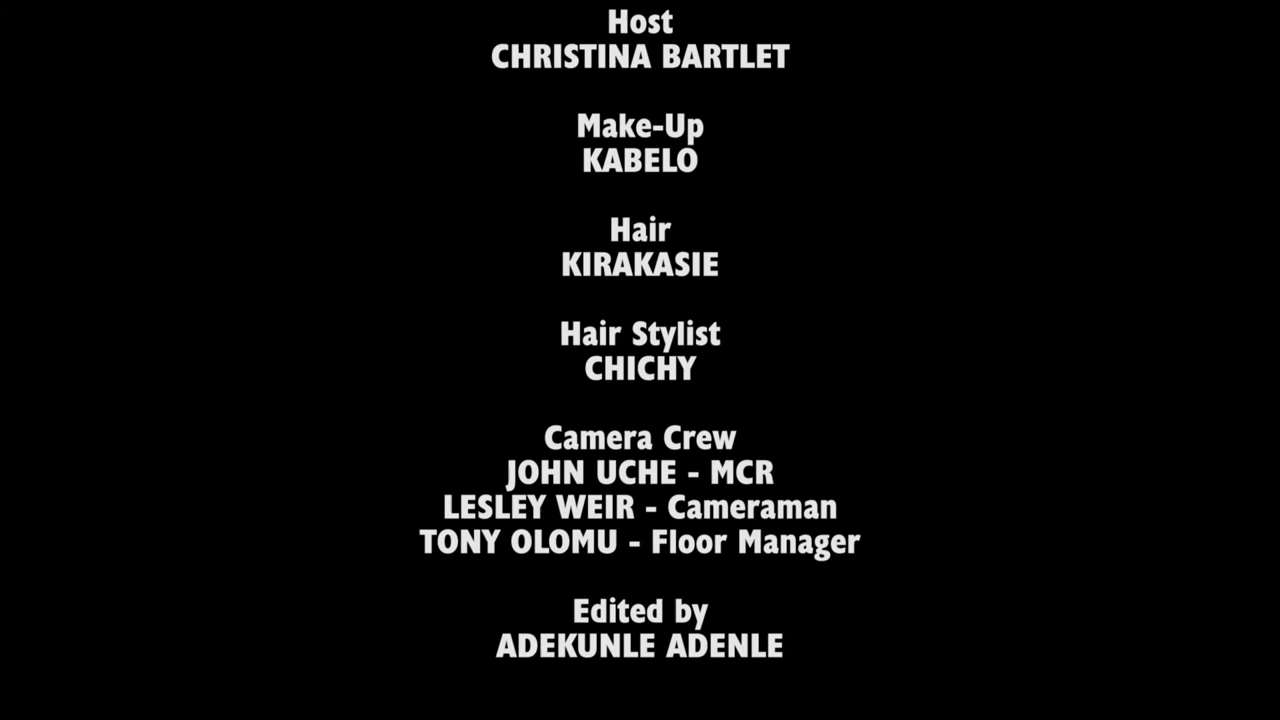 Host
CHRISTINA BARTLET
Make-Up
KABELO
Hair
KIRAKASIE
Hair Stylist
CHICHY
Camera Crew
JOHN UCHE - MCR
LESLEY WEIR - Cameraman
TONY OLOMU - Floor Manager
Edited by
ADEKUNLE ADENLE